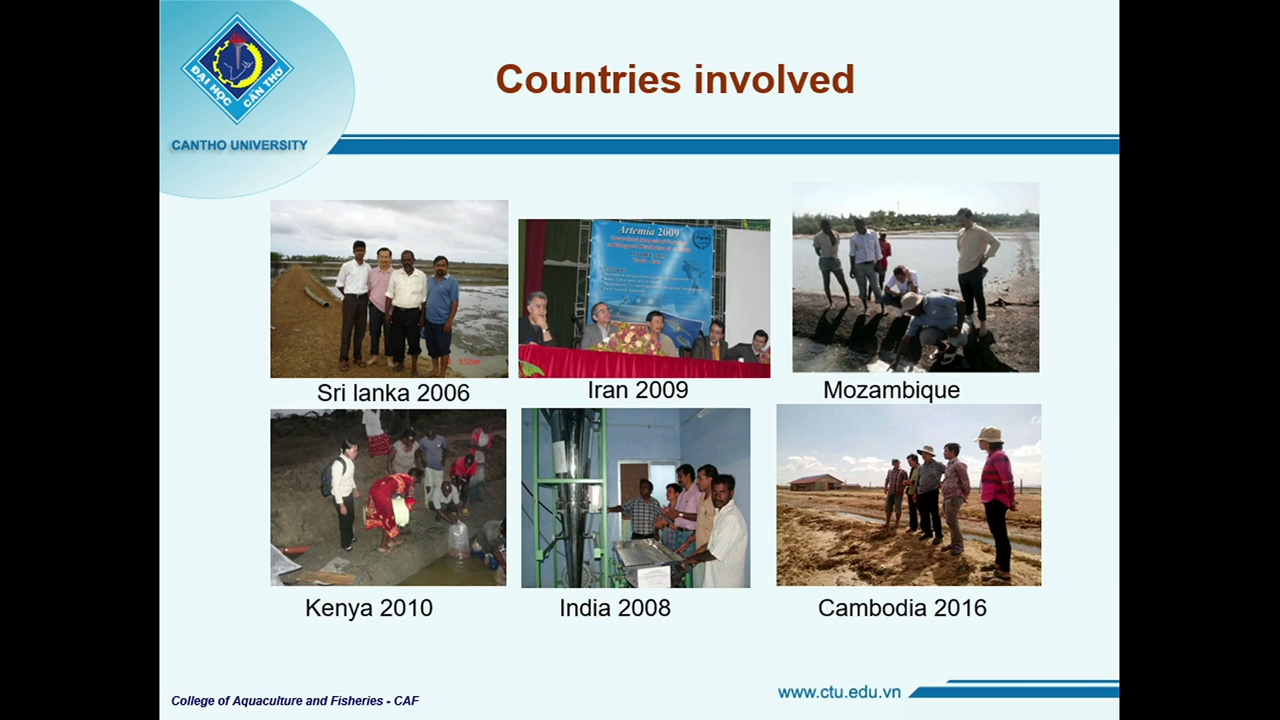 ĐẠI HỌC CẦN THƠ
CANTHO UNIVERSITY
Countries involved
Artemia 2009
Sri lanka 2006
Iran 2009
Mozambique
Kenya 2010
India 2008
Cambodia 2016
College of Aquaculture and Fisheries - CAF
www.ctu.edu.vn